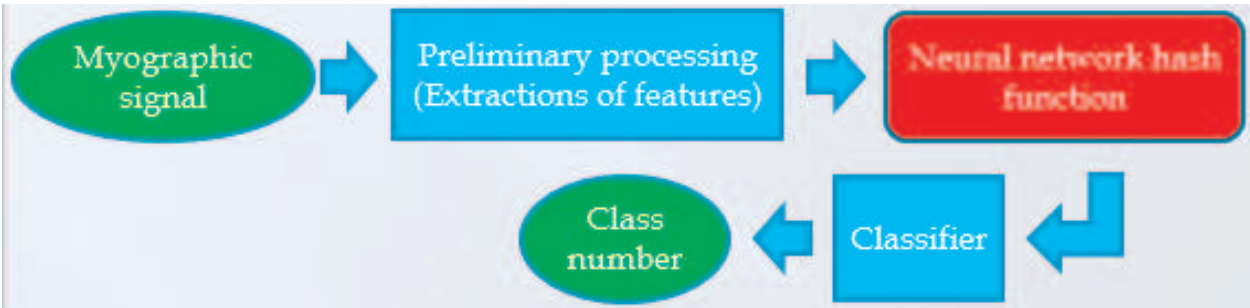 Myographic
signal
Preliminary processing
(Extractions of features)
Neural network hash
function
Classifier
Class
number